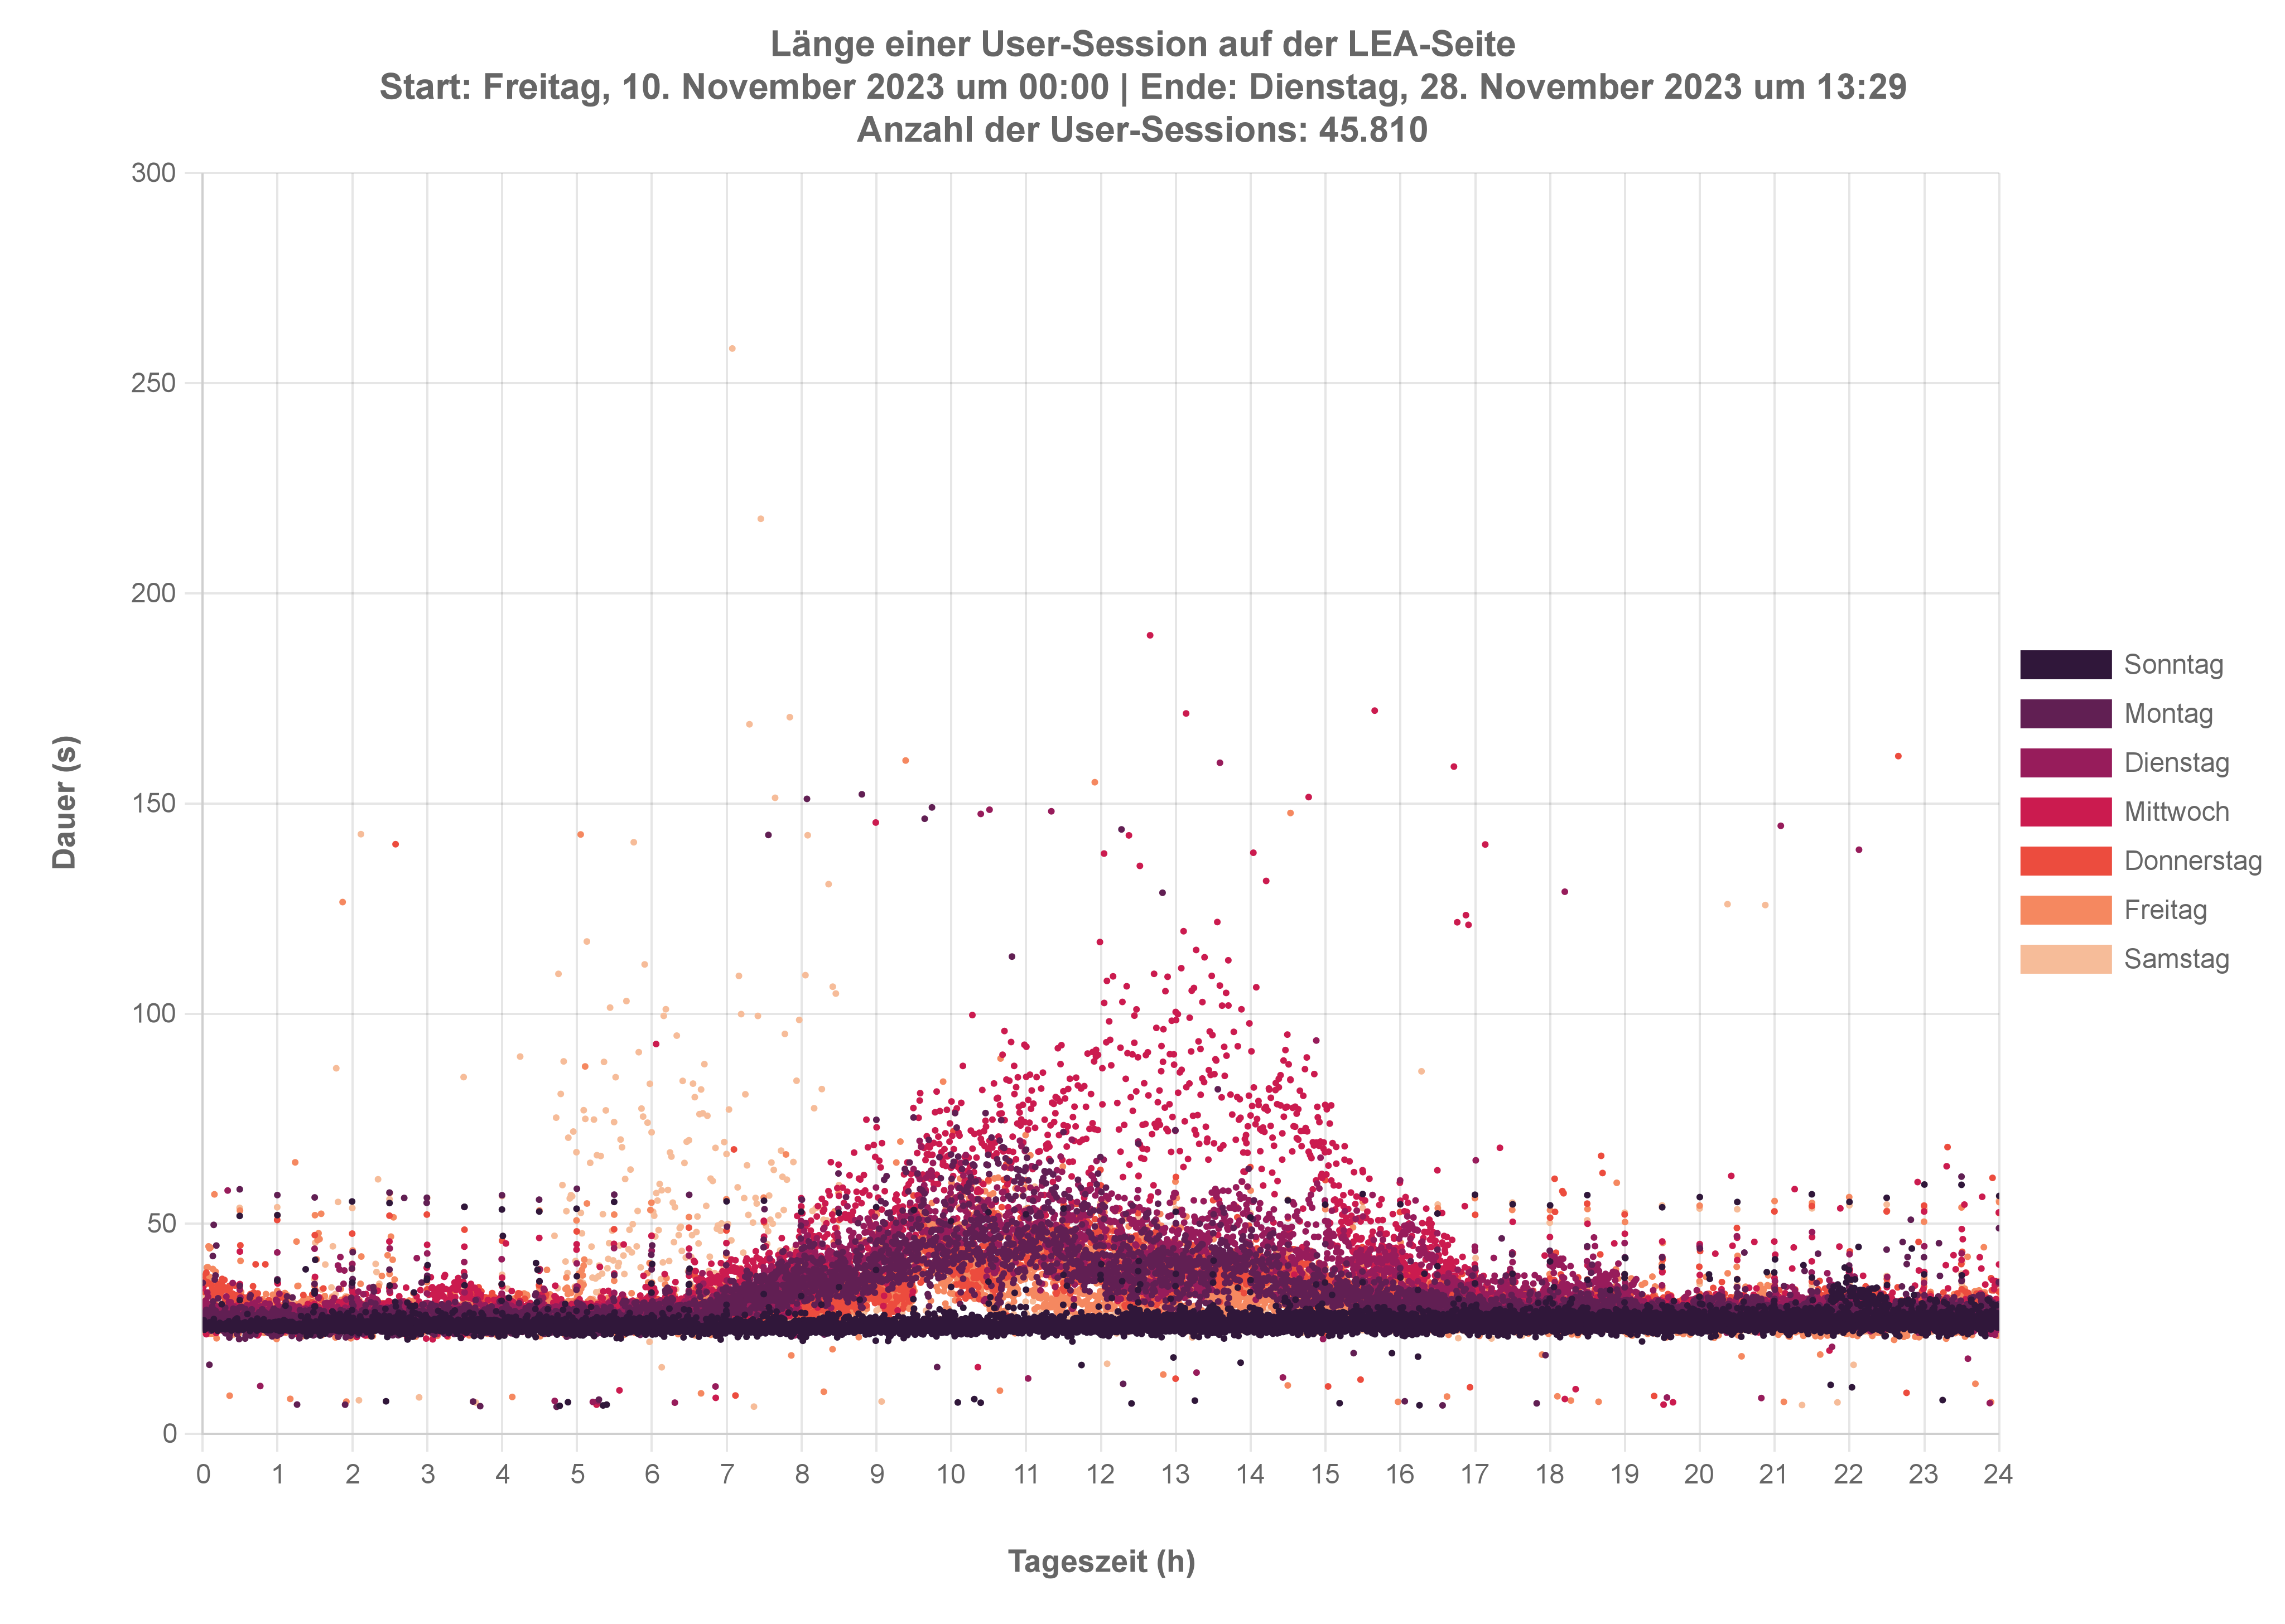 Länge einer User-Session auf der LEA-Seite
Start: Freitag, 10. November 2023 um 00:00 | Ende: Dienstag, 28. November 2023 um 13:29
Anzahl der User-Sessions: 45.810
300
250
200
150
100
50
0
Dauer (s)
0 1 2 3 4 5 6 7 8 9 10 11 12 13 14 15 16 17 18 19 20 21 22 23 24
Tageszeit (h)
Sonntag
Montag
Dienstag
Mittwoch
Donnerstag
Freitag
Samstag